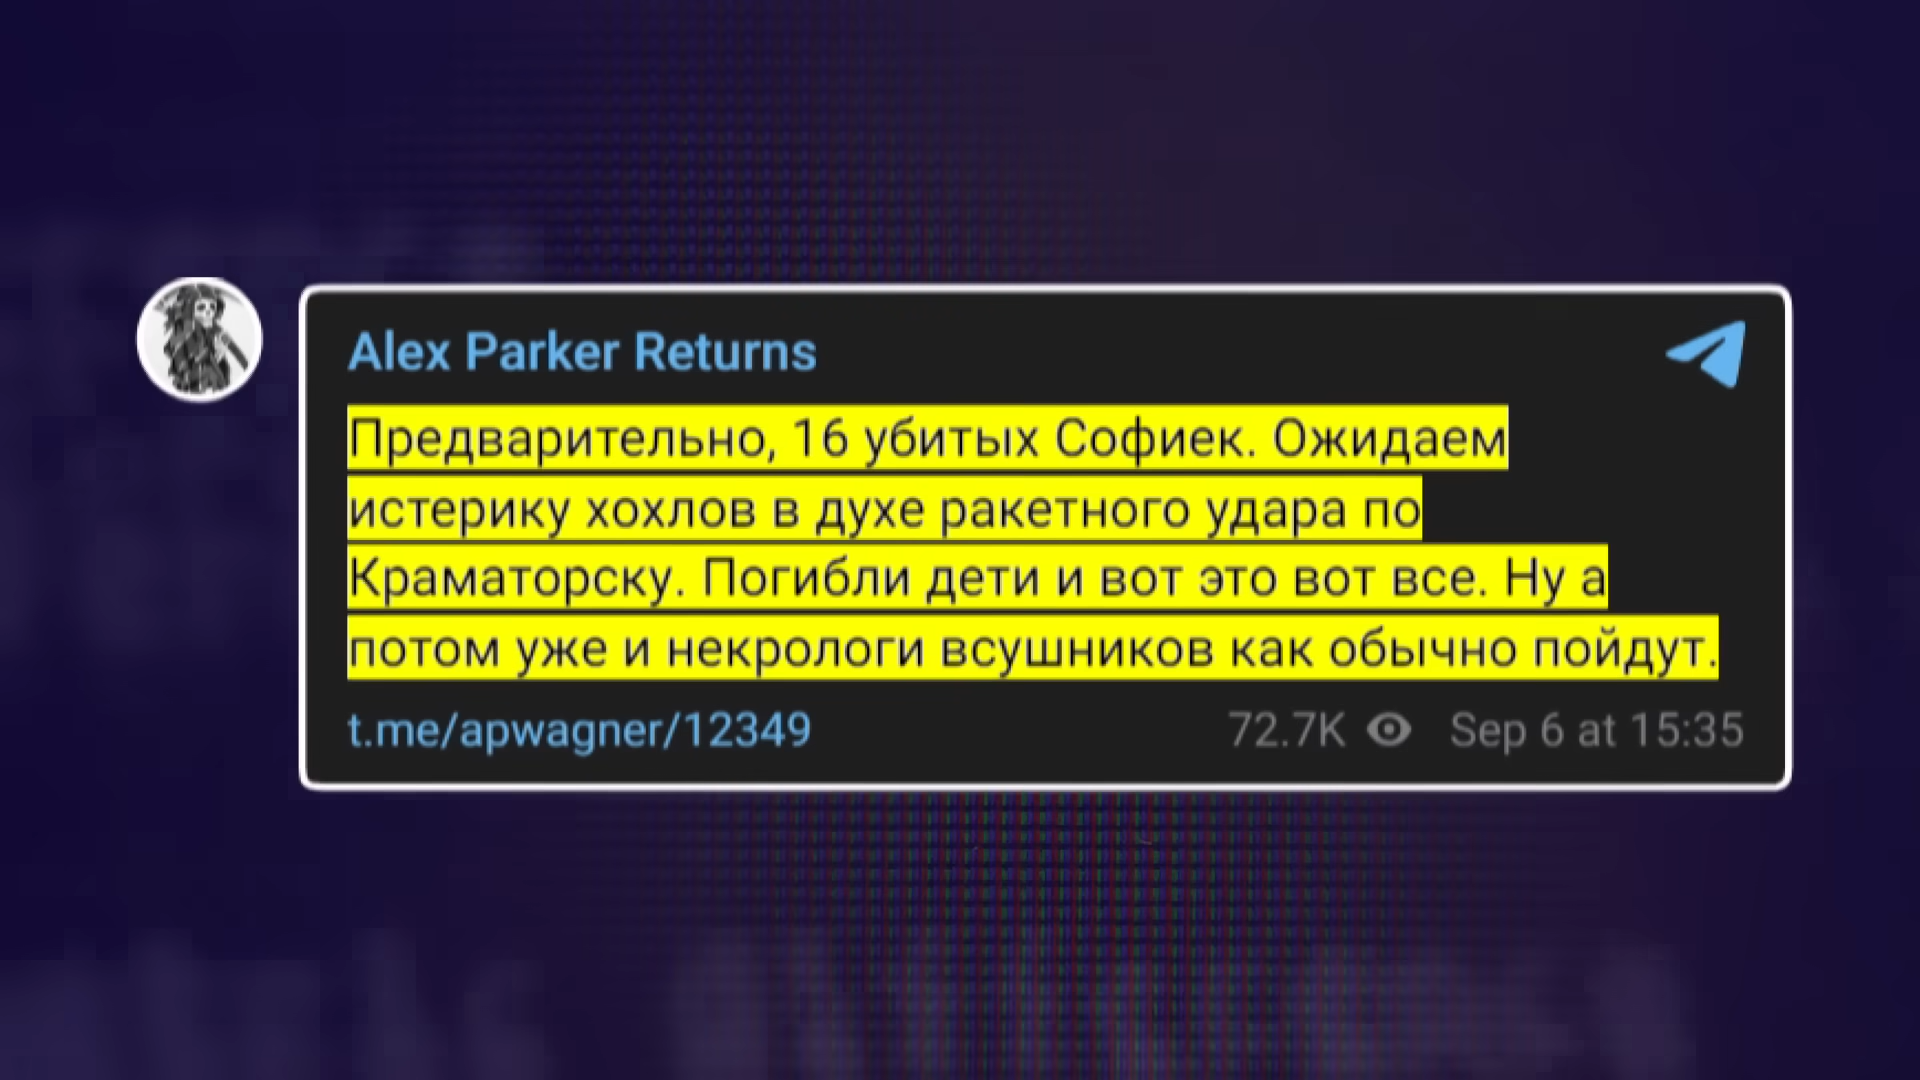 Alex Parker Returns
Предварительно, 16 убитых Софиек. Ожидаем
истерику хохлов в духе ракетного удара по
Краматорску. Погибли дети и вот это вот все. Ну а
потом уже и некрологи всушников как обычно пойдут.
t.me/apwagner/12349 72.7K Sep 6 at 15:35